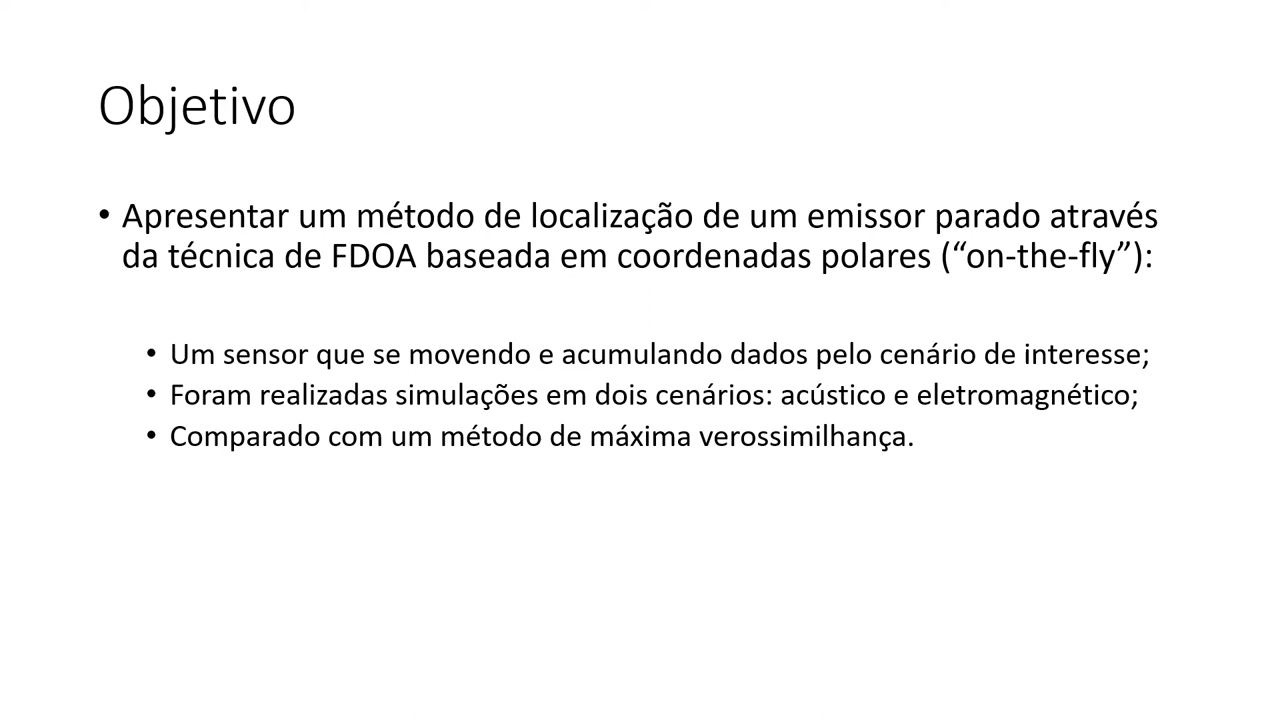 Objetivo
• Apresentar um método de localização de um emissor parado através
da técnica de FDOA baseada em coordenadas polares (“on-the-fly”):
• Um sensor que se movendo e acumulando dados pelo cenário de interesse;
• Foram realizadas simulações em dois cenários: acústico e eletromagnético;
• Comparado com um método de máxima verossimilhança.